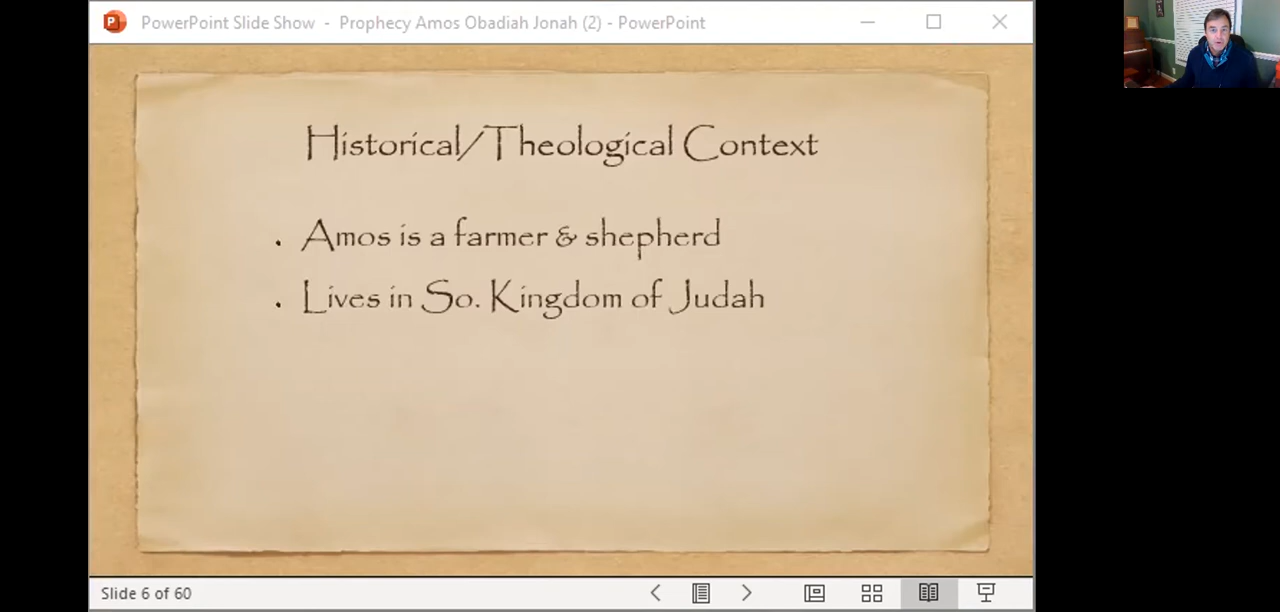 PowerPoint Slide Show - Prophecy Amos Obadiah Jonah (2) - PowerPoint
Historical/Theological Context
. Amos is a farmer & shepherd
. Lives in So. Kingdom of Judah
Slide 6 of 60